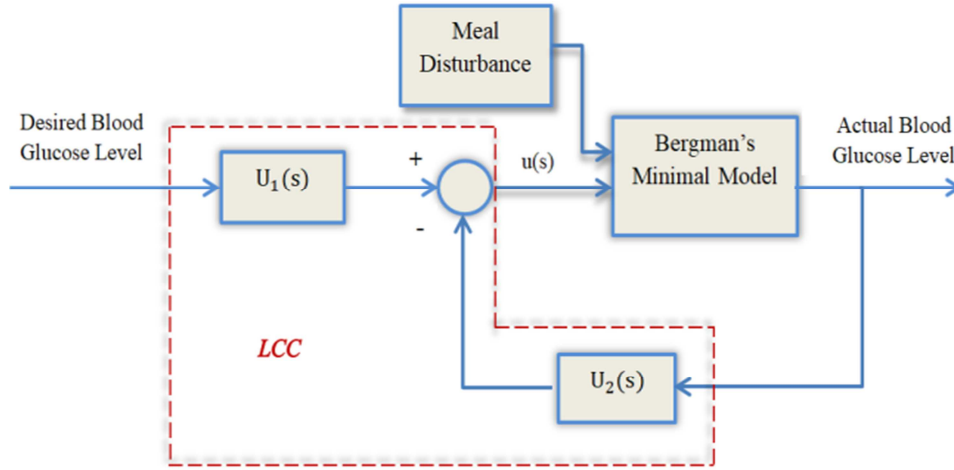 Meal
Disturbance
Desired Blood
Glucose Level
U₁(s)
+
-
u(s)
Bergman's
Minimal Model
Actual Blood
Glucose Level
LCC
U₂(s)